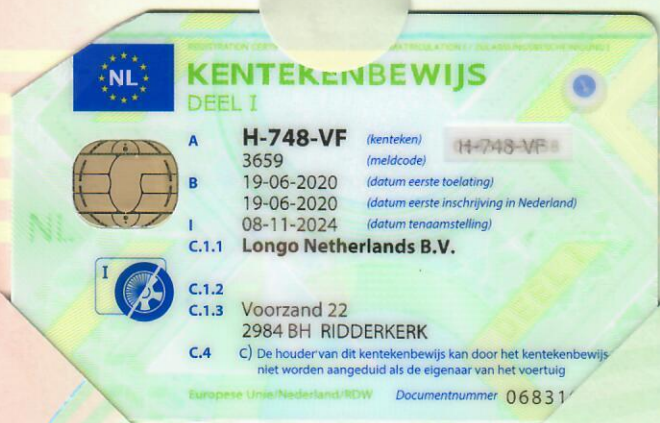 NL
KENTEKENBEWIJS
DEEL I
A H-748-VF (kenteken) H-748-VF
3659 (meldcode)
B 19-06-2020 (datum eerste toelating)
19-06-2020 (datum eerste inschrijving in Nederland)
I 08-11-2024 (datum tenaamstelling)
C.1.1 Longo Netherlands B.V.
I
C.1.2
C.1.3 Voorzand 22
2984 BH RIDDERKERK
C.4 C) De houder van dit kentekenbewijs kan door het kentekenbewijs
niet worden aangeduid als de eigenaar van het voertuig
Europese Unie/Nederland/RDW Documentnummer 06831
NL